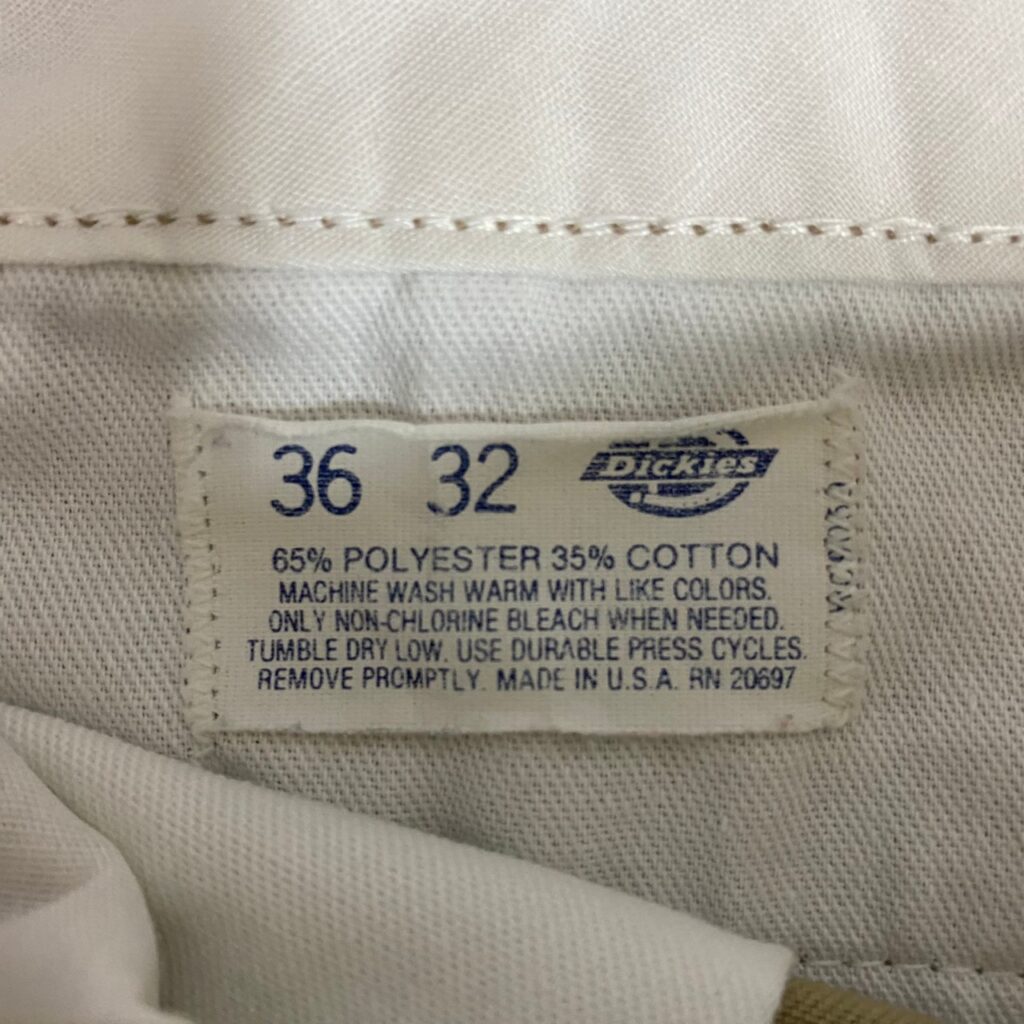 36 32 Dickies
65% POLYESTER 35% COTTON
MACHINE WASH WARM WITH LIKE COLORS.
ONLY NON-CHLORINE BLEACH WHEN NEEDED.
TUMBLE DRY LOW. USE DURABLE PRESS CYCLES.
REMOVE PROMPTLY. MADE IN U.S.A. RN 20697